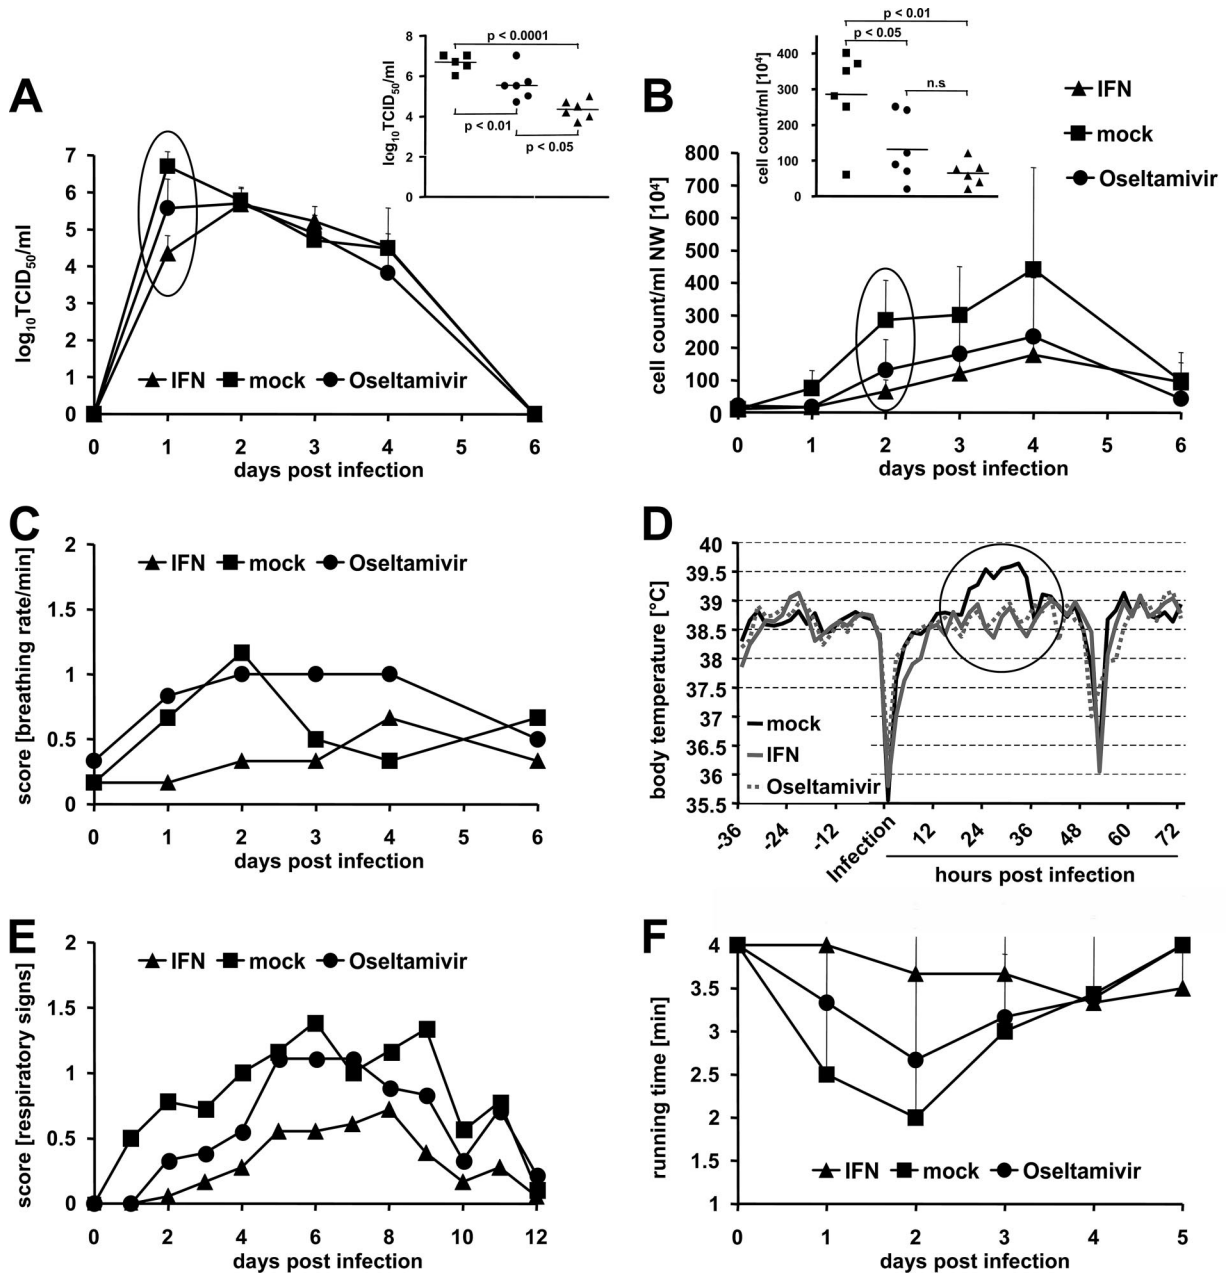 A
log10TCID50/ml
7
6
5
4
3
2
1
0
0 1 2 3 4 5 6
days post infection
IFN mock Oseltamivir
log10TCID50/ml
8
6
4
2
0
p < 0.0001
p < 0.01
p < 0.05
B
cell count/ml NW [10^4]
800
700
600
500
400
300
200
100
0
0 1 2 3 4 5 6
days post infection
cell count/ml [10^4]
400
300
200
100
0
p < 0.01
p < 0.05
n.s
IFN
mock
Oseltamivir
C
score [breathing rate/min]
2
1.5
1
0.5
0
IFN mock Oseltamivir
0 1 2 3 4 5 6
days post infection
D
body temperature [°C]
40
39.5
39
38.5
38
37.5
37
36.5
36
35.5
mock
IFN
Oseltamivir
-36 -24 -12 Infection 12 24 36 48 60 72
hours post infection
E
score [respiratory signs]
2
1.5
1
0.5
0
IFN mock Oseltamivir
0 2 4 6 8 10 12
days post infection
F
running time [min]
4
3.5
3
2.5
2
1.5
1
IFN mock Oseltamivir
0 1 2 3 4 5
days post infection